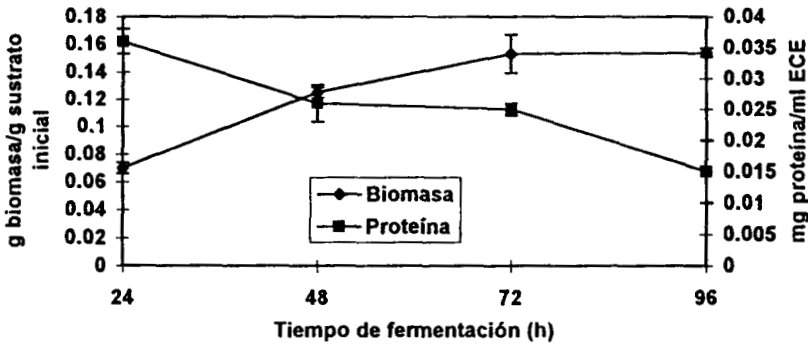 g biomasa/g sustrato
inicial
0.18
0.16
0.14
0.12
0.1
0.08
0.06
0.04
0.02
0
Biomasa
Proteína
0.04
0.035
0.03
0.025
0.02
0.015
0.01
0.005
0
mg proteína/ml ECE
24 48 72 96
Tiempo de fermentación (h)